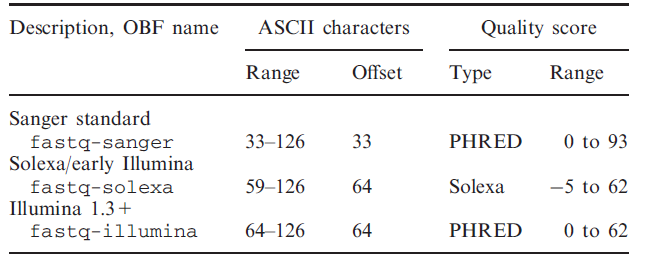 Description, OBF name ASCII characters Quality score
Range Offset Type Range
Sanger standard
fastq-sanger 33–126 33 PHRED 0 to 93
Solexa/early Illumina
fastq-solexa 59–126 64 Solexa −5 to 62
Illumina 1.3+
fastq-illumina 64–126 64 PHRED 0 to 62